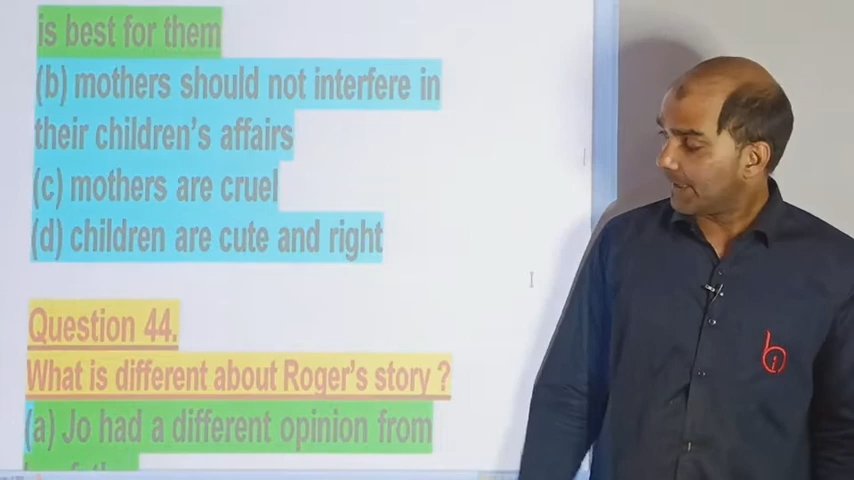 is best for them
(b) mothers should not interfere in
their children's affairs
(c) mothers are cruel
(d) children are cute and right
Question 44.
What is different about Roger's story ?
(a) Jo had a different opinion from